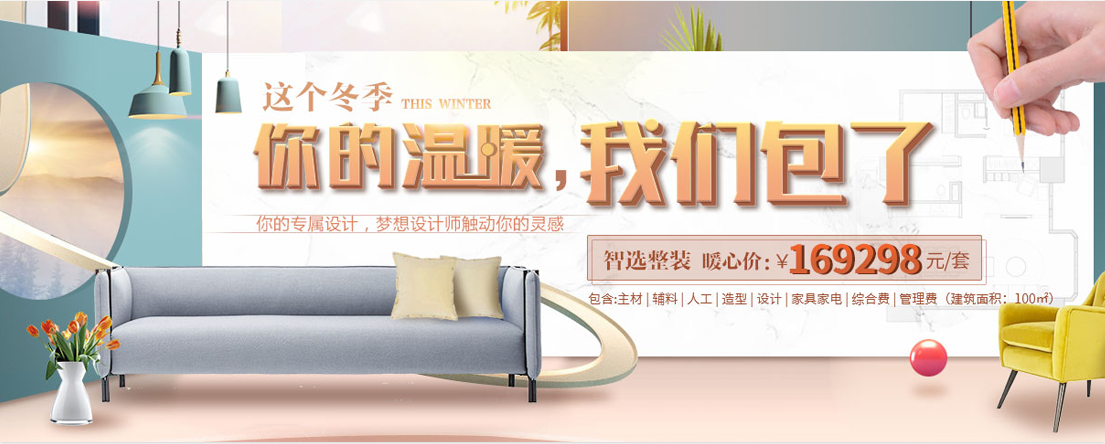 这个冬季 THIS WINTER
你的温暖，我们包了
你的专属设计，梦想设计师触动你的灵感
智选整装 暖心价：¥169298元/套
包含:主材|辅料|人工|造型|设计|家具家电|综合费|管理费（建筑面积：100㎡）